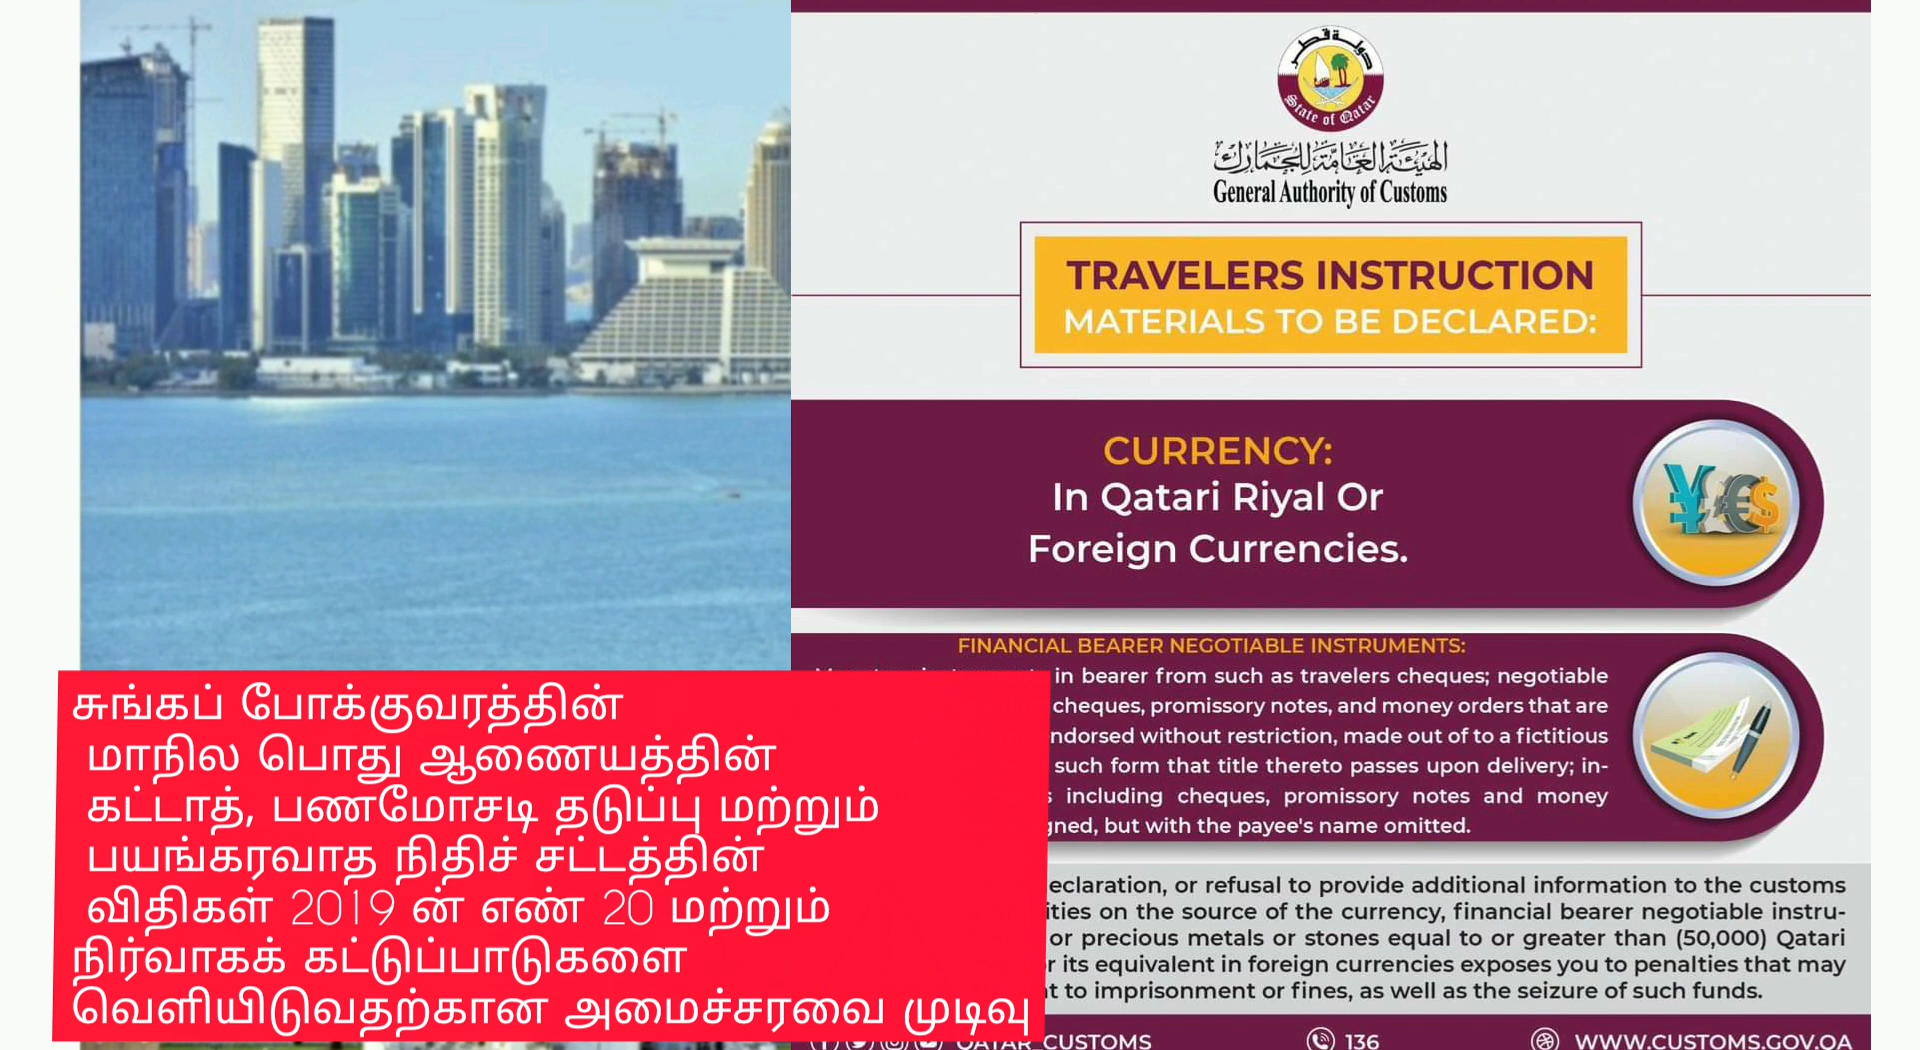 دولة قطر
State of Qatar
الهيئة العامة للجمارك
General Authority of Customs
TRAVELERS INSTRUCTION
MATERIALS TO BE DECLARED:
CURRENCY:
In Qatari Riyal Or
Foreign Currencies.
FINANCIAL BEARER NEGOTIABLE INSTRUMENTS:
in bearer from such as travelers cheques; negotiable
cheques, promissory notes, and money orders that are
ndorsed without restriction, made out of to a fictitious
such form that title thereto passes upon delivery; in-
including cheques, promissory notes and money
gned, but with the payee's name omitted.
eclaration, or refusal to provide additional information to the customs
ities on the source of the currency, financial bearer negotiable instru-
or precious metals or stones equal to or greater than (50,000) Qatari
r its equivalent in foreign currencies exposes you to penalties that may
t to imprisonment or fines, as well as the seizure of such funds.
QATAR_CUSTOMS
136
WWW.CUSTOMS.GOV.QA
சுங்கப் போக்குவரத்தின்
மாநில பொது ஆணையத்தின்
கட்டாத், பணமோசடி தடுப்பு மற்றும்
பயங்கரவாத நிதிச் சட்டத்தின்
விதிகள் 2019 ன் எண் 20 மற்றும்
நிர்வாகக் கட்டுப்பாடுகளை
வெளியிடுவதற்கான அமைச்சரவை முடிவு